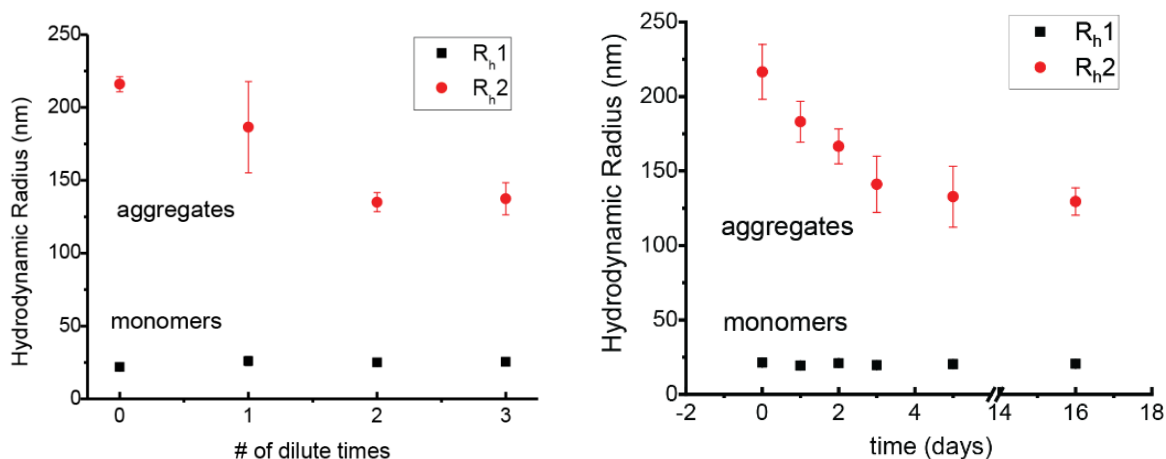 250
200
150
100
50
0
Hydrodynamic Radius (nm)
Rh1
Rh2
aggregates
monomers
0 1 2 3
# of dilute times
250
200
150
100
50
0
Hydrodynamic Radius (nm)
Rh1
Rh2
aggregates
monomers
-2 0 2 4 14 16 18
time (days)